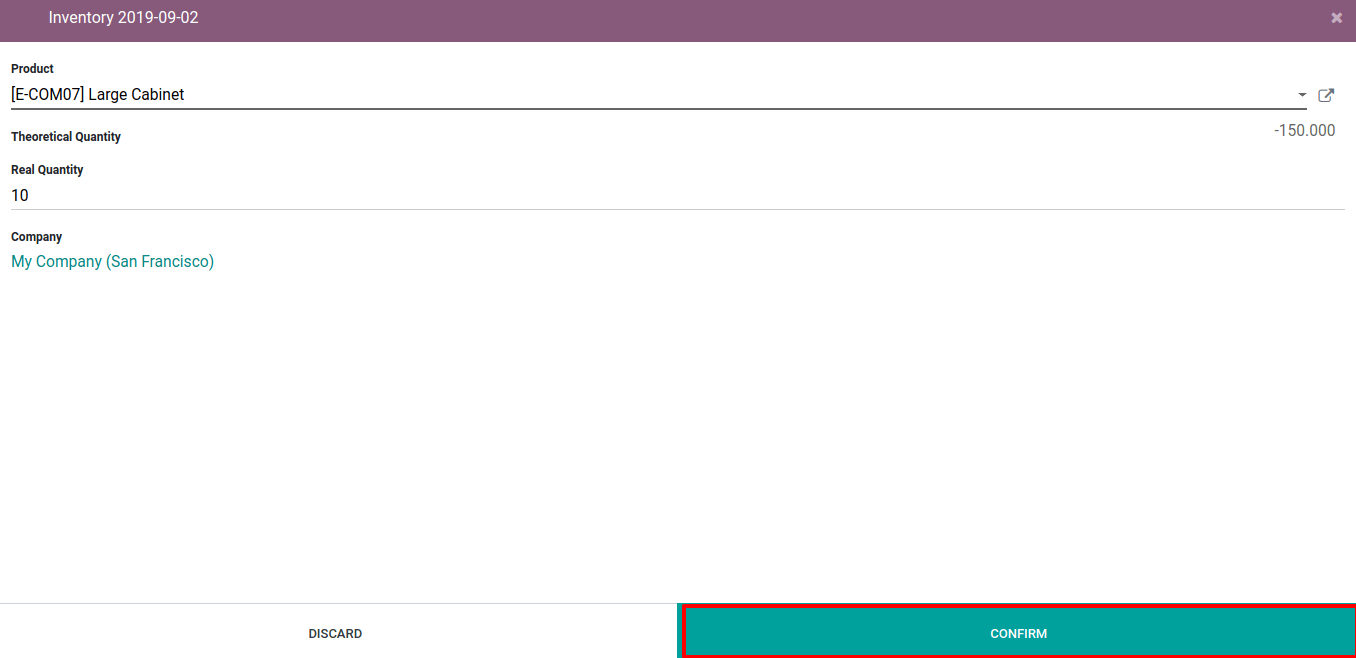 Inventory 2019-09-02
Product
[E-COM07] Large Cabinet
Theoretical Quantity
-150.000
Real Quantity
10
Company
My Company (San Francisco)
DISCARD
CONFIRM